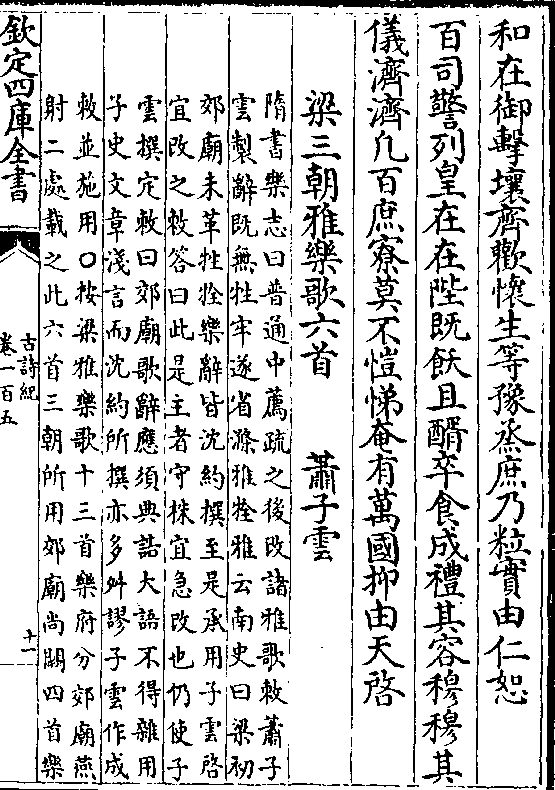 和在御擊壤齊歡懷生等豫烝庶乃粒實由仁恕
百司警列皇在在陛既飫且醑卒食成禮其容穆穆其
儀濟濟凡百庶寮莫不愷悌奄有萬國抑由天啓
梁三朝雅樂歌六首 蕭子雲
隋書樂志曰普通中薦疏之後改諸雅歌敕蕭子
雲製辭既無牲牢遂省滌雅牷雅云南史曰梁初
郊廟未革牲牷樂辭皆沈約撰至是承用子雲啓
宜改之敕答曰此是主者守株宜急改也仍使子
雲撰定敕曰郊廟歌辭應須典誥大語不得雜用
子史文章淺言而沈約所撰亦多舛謬子雲作成
敕並施用○按梁雅樂歌十三首樂府分郊廟燕
射二處載之此六首三朝所用郊廟尚闕四首樂
欽定四庫全書
古詩紀
卷一百五
十一